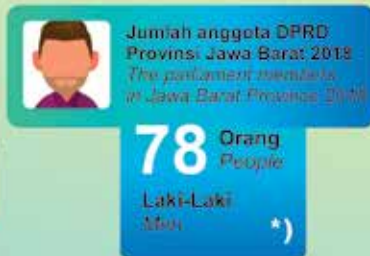 Jumlah anggota DPRD
Provinsi Jawa Barat 2018
The parliament members
in Jawa Barat Province 2018
78 Orang
People
Laki-Laki
Men
*)